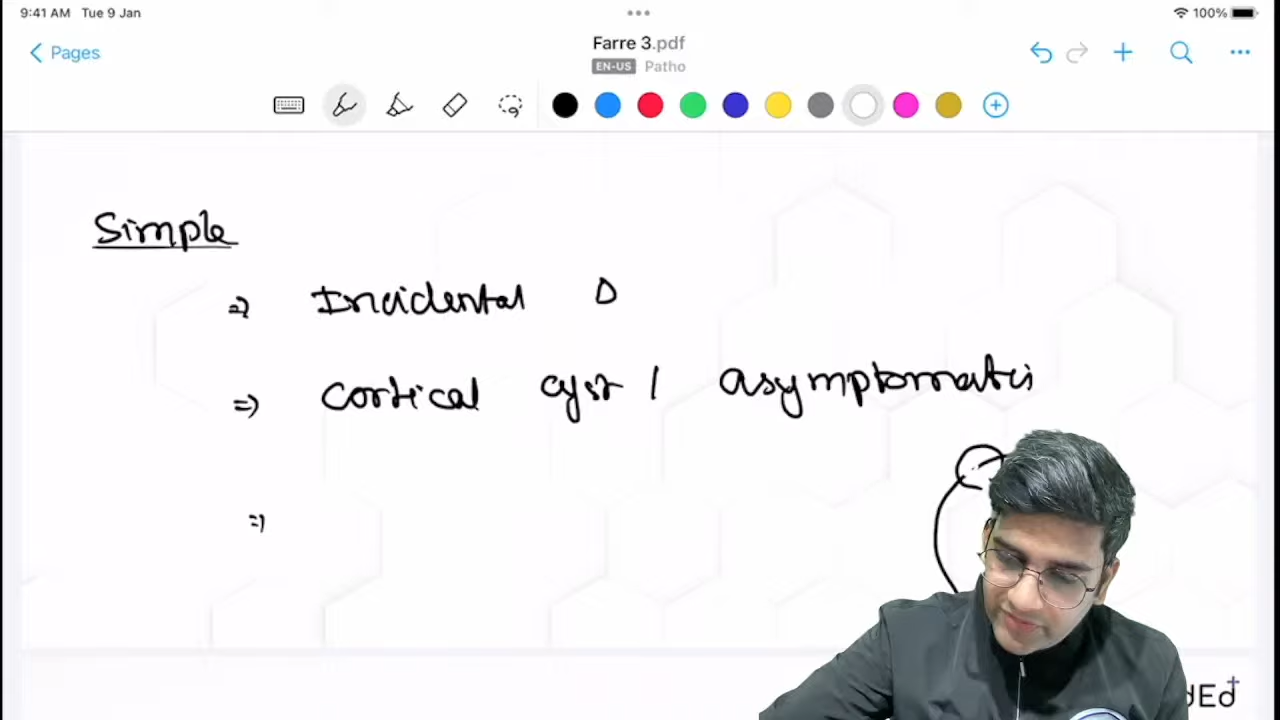 9:41 AM Tue 9 Jan
100%
Pages
Farre 3.pdf
EN-US Patho
Simple
⇒ Incidental D
⇒ cortical cyst / asymptomatic
⇒
dEd+